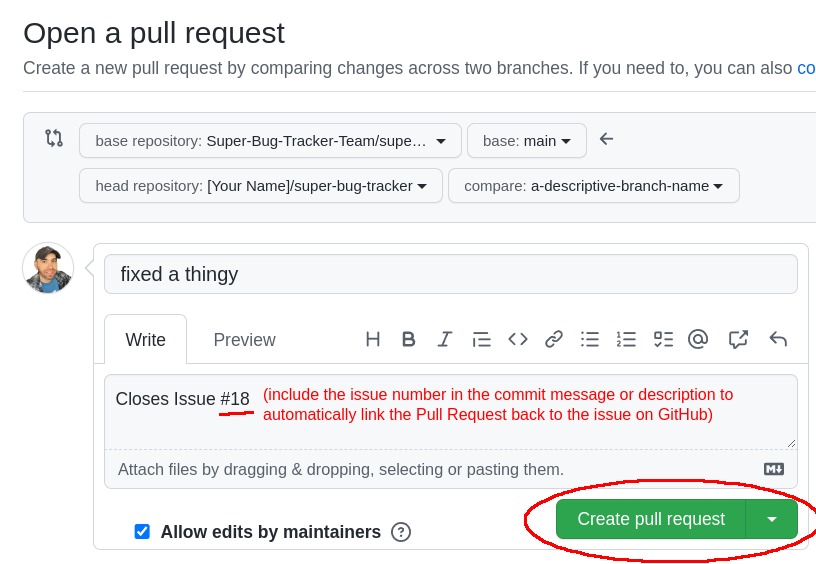 Open a pull request
Create a new pull request by comparing changes across two branches. If you need to, you can also co
base repository: Super-Bug-Tracker-Team/supe... base: main
head repository: [Your Name]/super-bug-tracker compare: a-descriptive-branch-name
fixed a thingy
Write Preview
Closes Issue #18 (include the issue number in the commit message or description to
automatically link the Pull Request back to the issue on GitHub)
Attach files by dragging & dropping, selecting or pasting them.
Create pull request
Allow edits by maintainers